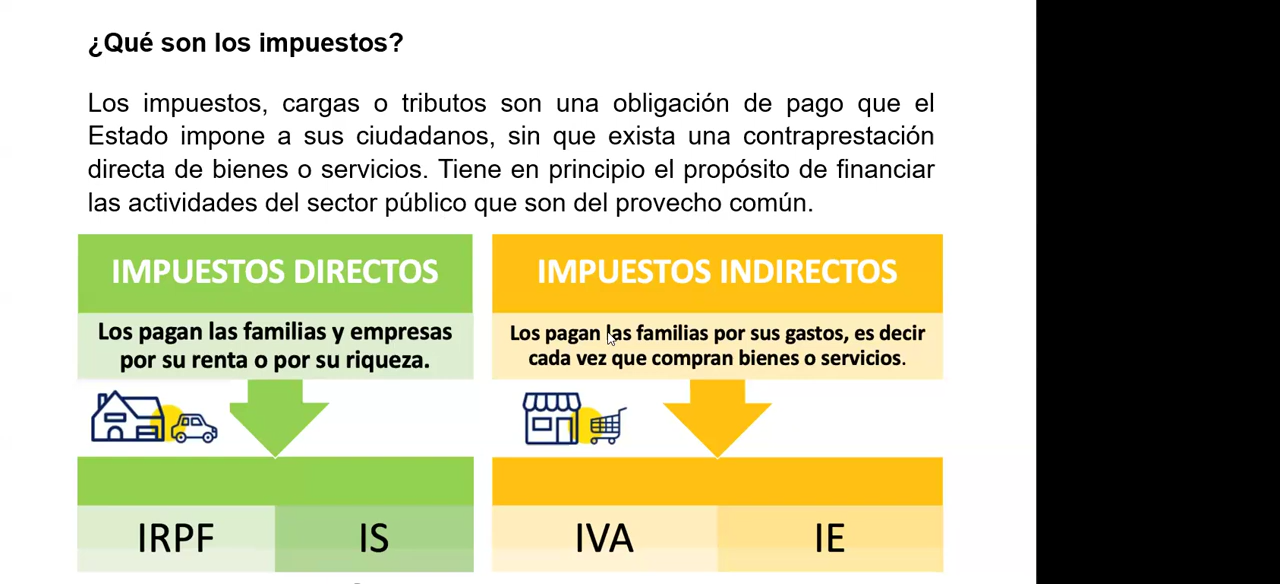 ¿Qué son los impuestos?
Los impuestos, cargas o tributos son una obligación de pago que el
Estado impone a sus ciudadanos, sin que exista una contraprestación
directa de bienes o servicios. Tiene en principio el propósito de financiar
las actividades del sector público que son del provecho común.
IMPUESTOS DIRECTOS
Los pagan las familias y empresas
por su renta o por su riqueza.
IRPF
IS
IMPUESTOS INDIRECTOS
Los pagan las familias por sus gastos, es decir
cada vez que compran bienes o servicios.
IVA
IE